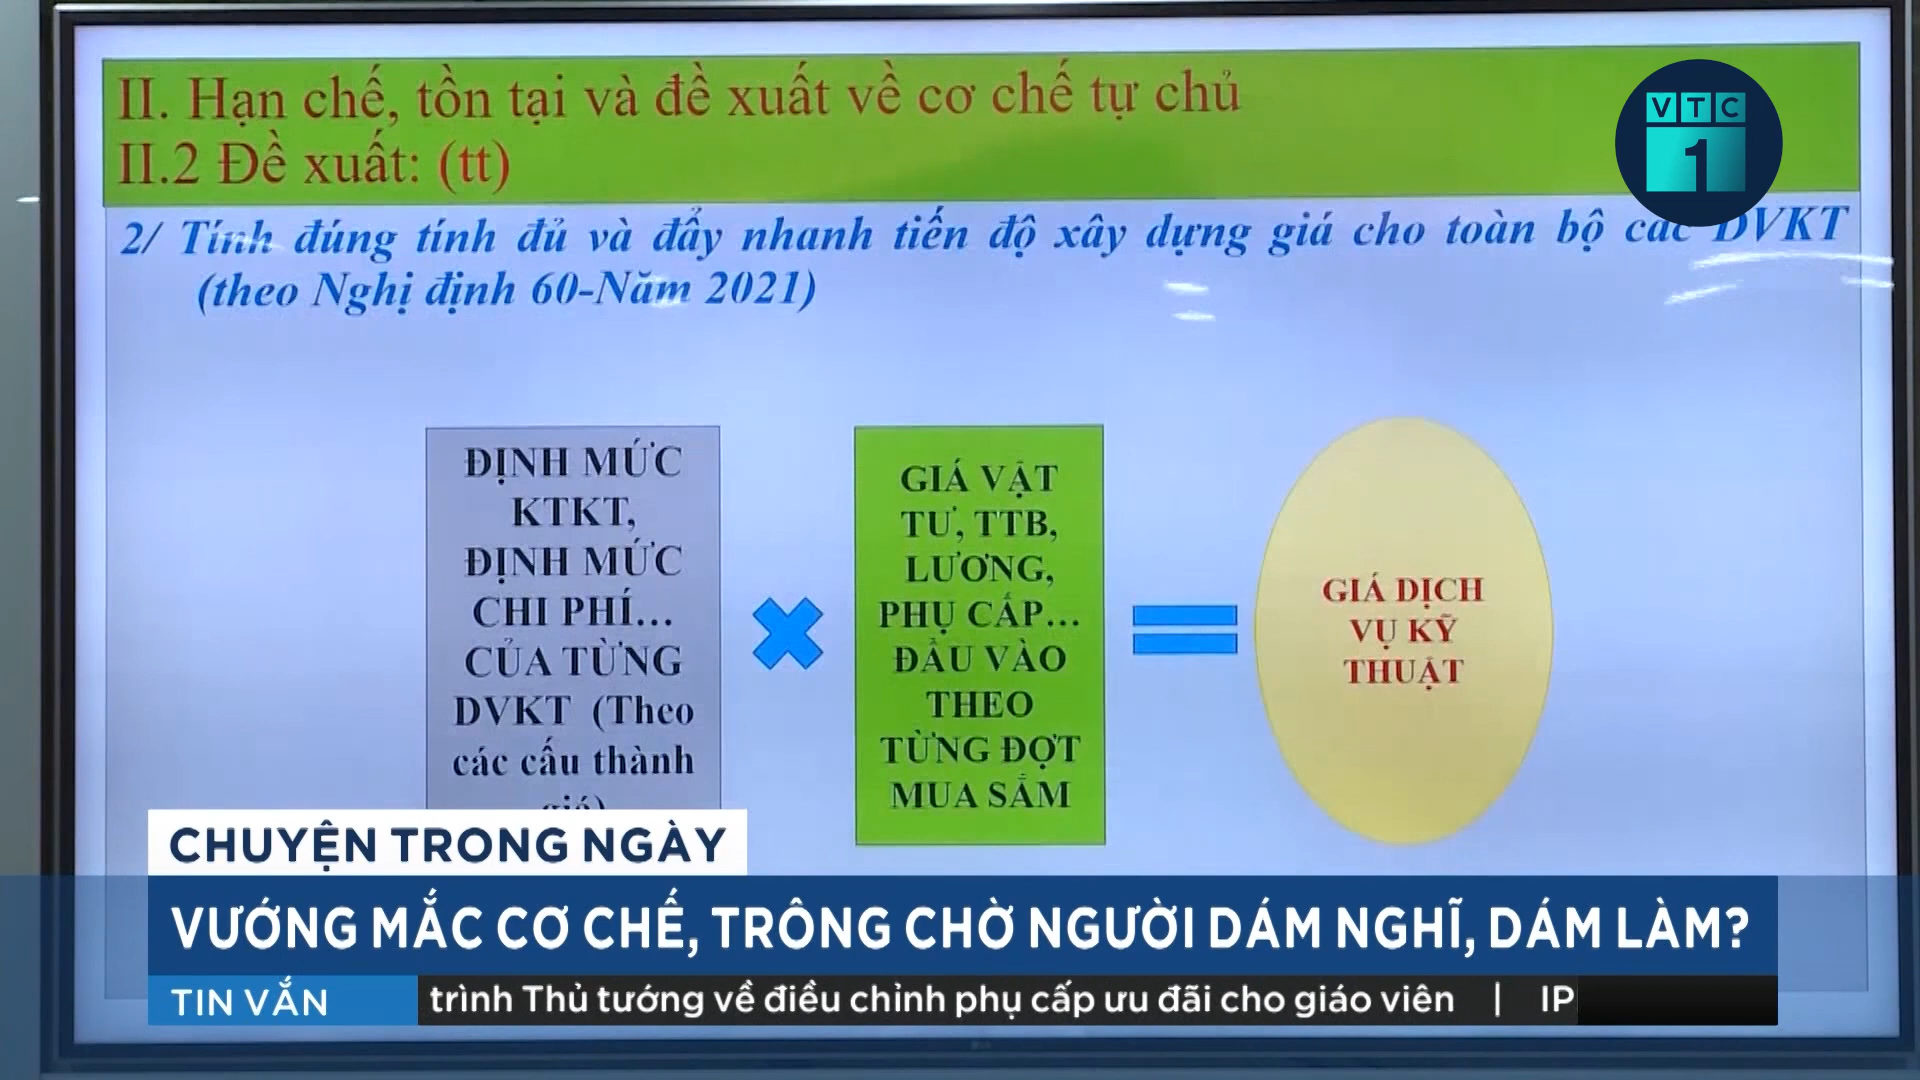 II. Hạn chế, tồn tại và đề xuất về cơ chế tự chủ
II.2 Đề xuất: (tt)
VTC
1
2/ Tính đúng tính đủ và đẩy nhanh tiến độ xây dựng giá cho toàn bộ các DVKT
(theo Nghị định 60-Năm 2021)
ĐỊNH MỨC
KTKT,
ĐỊNH MỨC
CHI PHÍ...
CỦA TỪNG
DVKT (Theo
các cấu thành
giá)
GIÁ VẬT
TƯ, TTB,
LƯƠNG,
PHỤ CẤP...
ĐẦU VÀO
THEO
TỪNG ĐỢT
MUA SẮM
GIÁ DỊCH
VỤ KỸ
THUẬT
CHUYỆN TRONG NGÀY
VƯỚNG MẮC CƠ CHẾ, TRÔNG CHỜ NGƯỜI DÁM NGHĨ, DÁM LÀM?
TIN VẮN
trình Thủ tướng về điều chỉnh phụ cấp ưu đãi cho giáo viên | IP